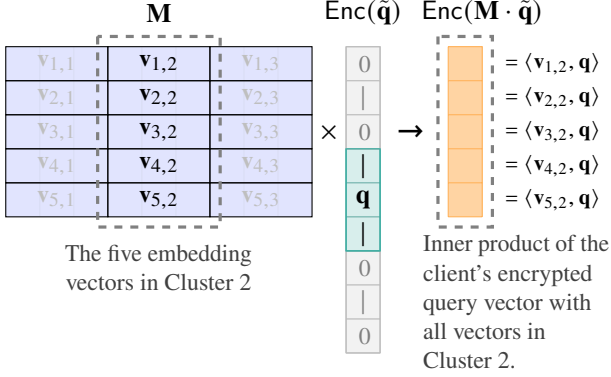 M Enc(q̃) Enc(M · q̃)
v1,1 v1,2 v1,3 0 = ⟨v1,2, q⟩
v2,1 v2,2 v2,3 | = ⟨v2,2, q⟩
v3,1 v3,2 v3,3 × 0 → = ⟨v3,2, q⟩
v4,1 v4,2 v4,3 | = ⟨v4,2, q⟩
v5,1 v5,2 v5,3 q = ⟨v5,2, q⟩
|
0
|
0
The five embedding
vectors in Cluster 2
Inner product of the
client's encrypted
query vector with
all vectors in
Cluster 2.